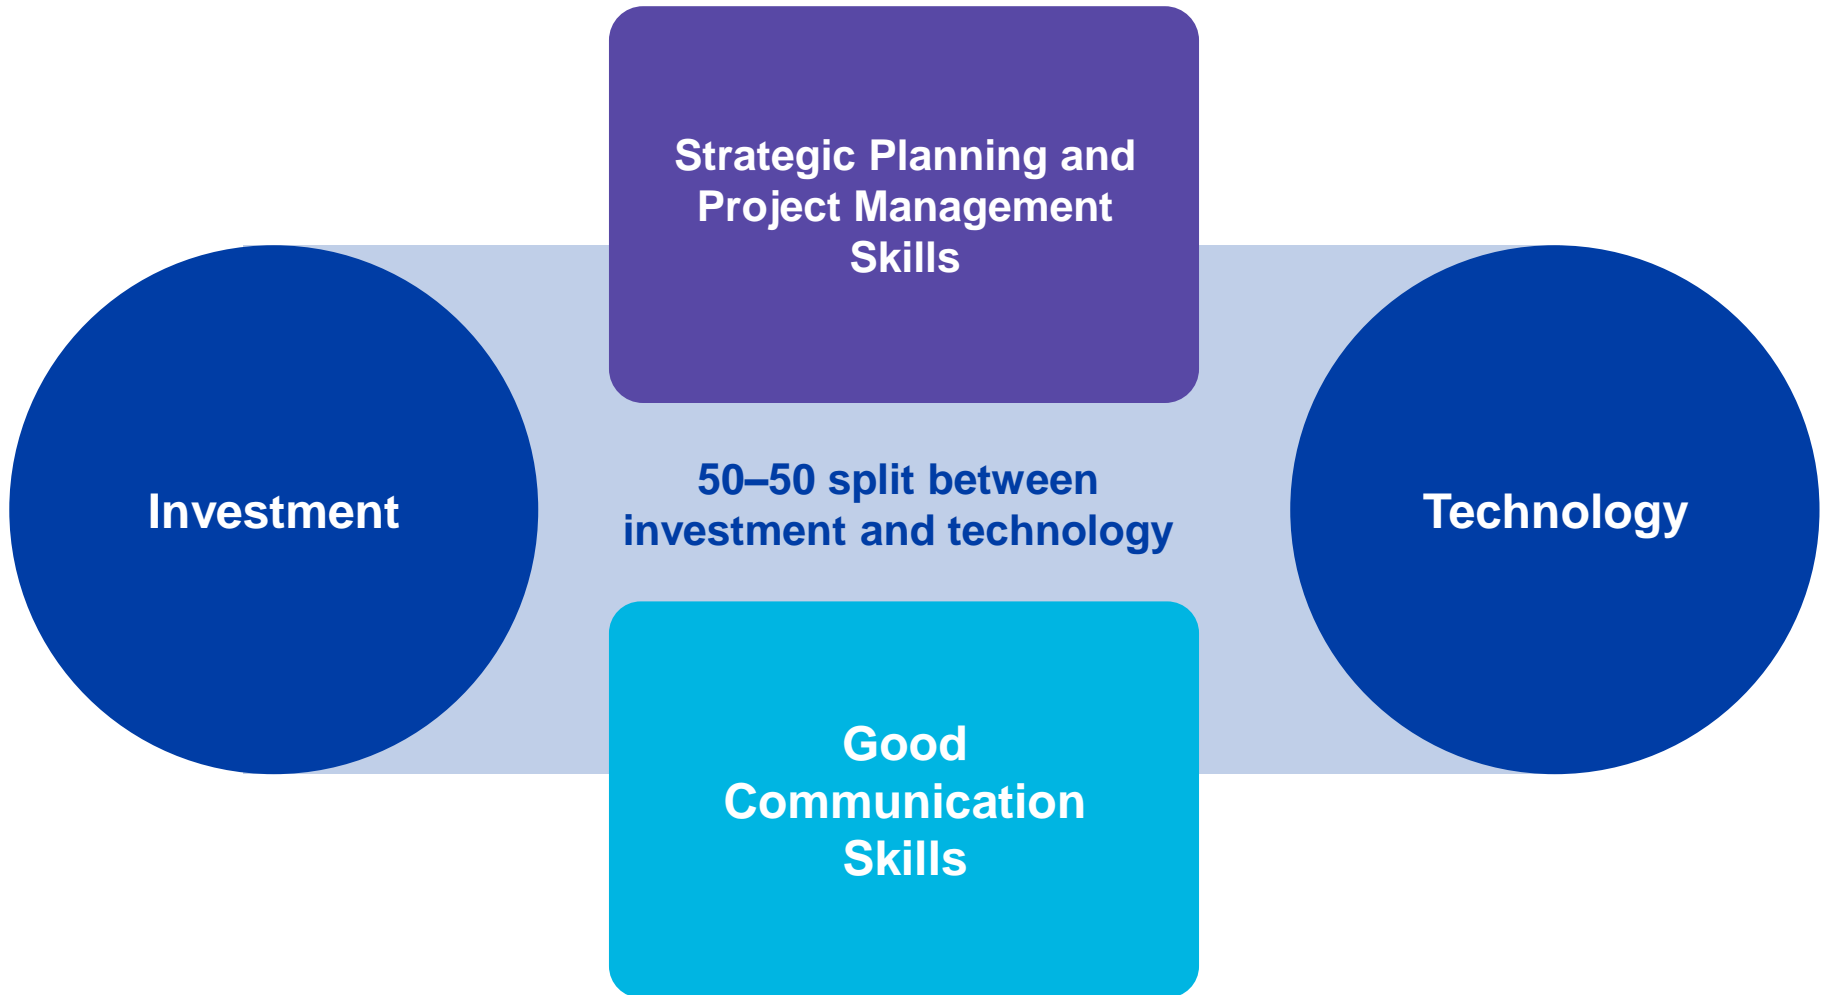 Strategic Planning and
Project Management
Skills
Investment
50–50 split between
investment and technology
Technology
Good
Communication
Skills